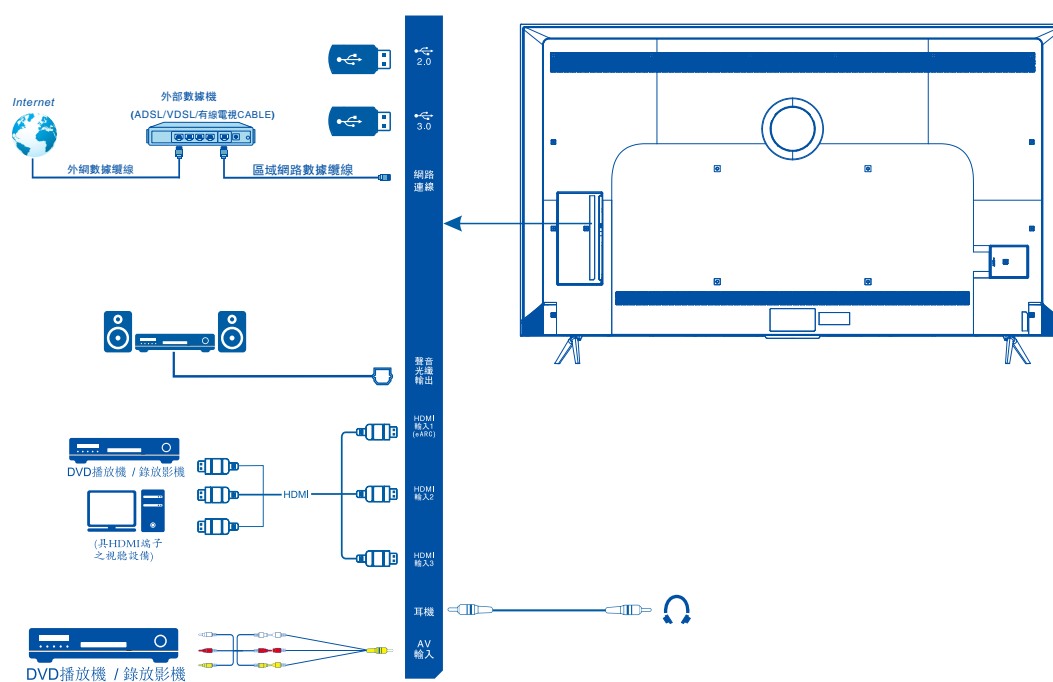 2.0
3.0
Internet
外部數據機
(ADSL/VDSL/有線電視CABLE)
外網數據纜線
區域網路數據纜線
網路
連線
聲音
光纖
輸出
HDMI
輸入1
(eARC)
DVD播放機 / 錄放影機
HDMI
HDMI
輸入2
(具HDMI端子
之視聽設備)
HDMI
輸入3
耳機
AV
輸入
DVD播放機 / 錄放影機